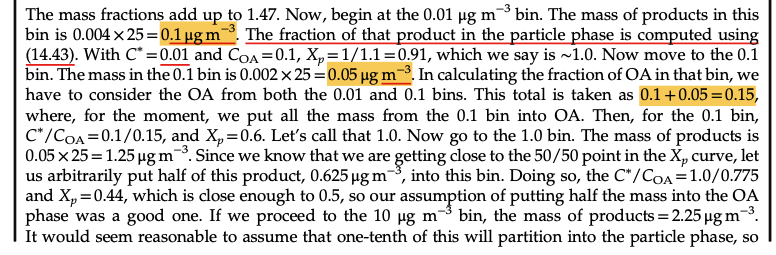 The mass fractions add up to 1.47. Now, begin at the 0.01 μg m⁻³ bin. The mass of products in this
bin is 0.004 × 25 = 0.1 μg m⁻³. The fraction of that product in the particle phase is computed using
(14.43). With C* = 0.01 and C_OA = 0.1, X_p = 1/1.1 = 0.91, which we say is ~1.0. Now move to the 0.1
bin. The mass in the 0.1 bin is 0.002 × 25 = 0.05 μg m⁻³. In calculating the fraction of OA in that bin, we
have to consider the OA from both the 0.01 and 0.1 bins. This total is taken as 0.1 + 0.05 = 0.15,
where, for the moment, we put all the mass from the 0.1 bin into OA. Then, for the 0.1 bin,
C*/C_OA = 0.1/0.15, and X_p = 0.6. Let's call that 1.0. Now go to the 1.0 bin. The mass of products is
0.05 × 25 = 1.25 μg m⁻³. Since we know that we are getting close to the 50/50 point in the X_p curve, let
us arbitrarily put half of this product, 0.625 μg m⁻³, into this bin. Doing so, the C*/C_OA = 1.0/0.775
and X_p = 0.44, which is close enough to 0.5, so our assumption of putting half the mass into the OA
phase was a good one. If we proceed to the 10 μg m⁻³ bin, the mass of products = 2.25 μg m⁻³.
It would seem reasonable to assume that one-tenth of this will partition into the particle phase, so